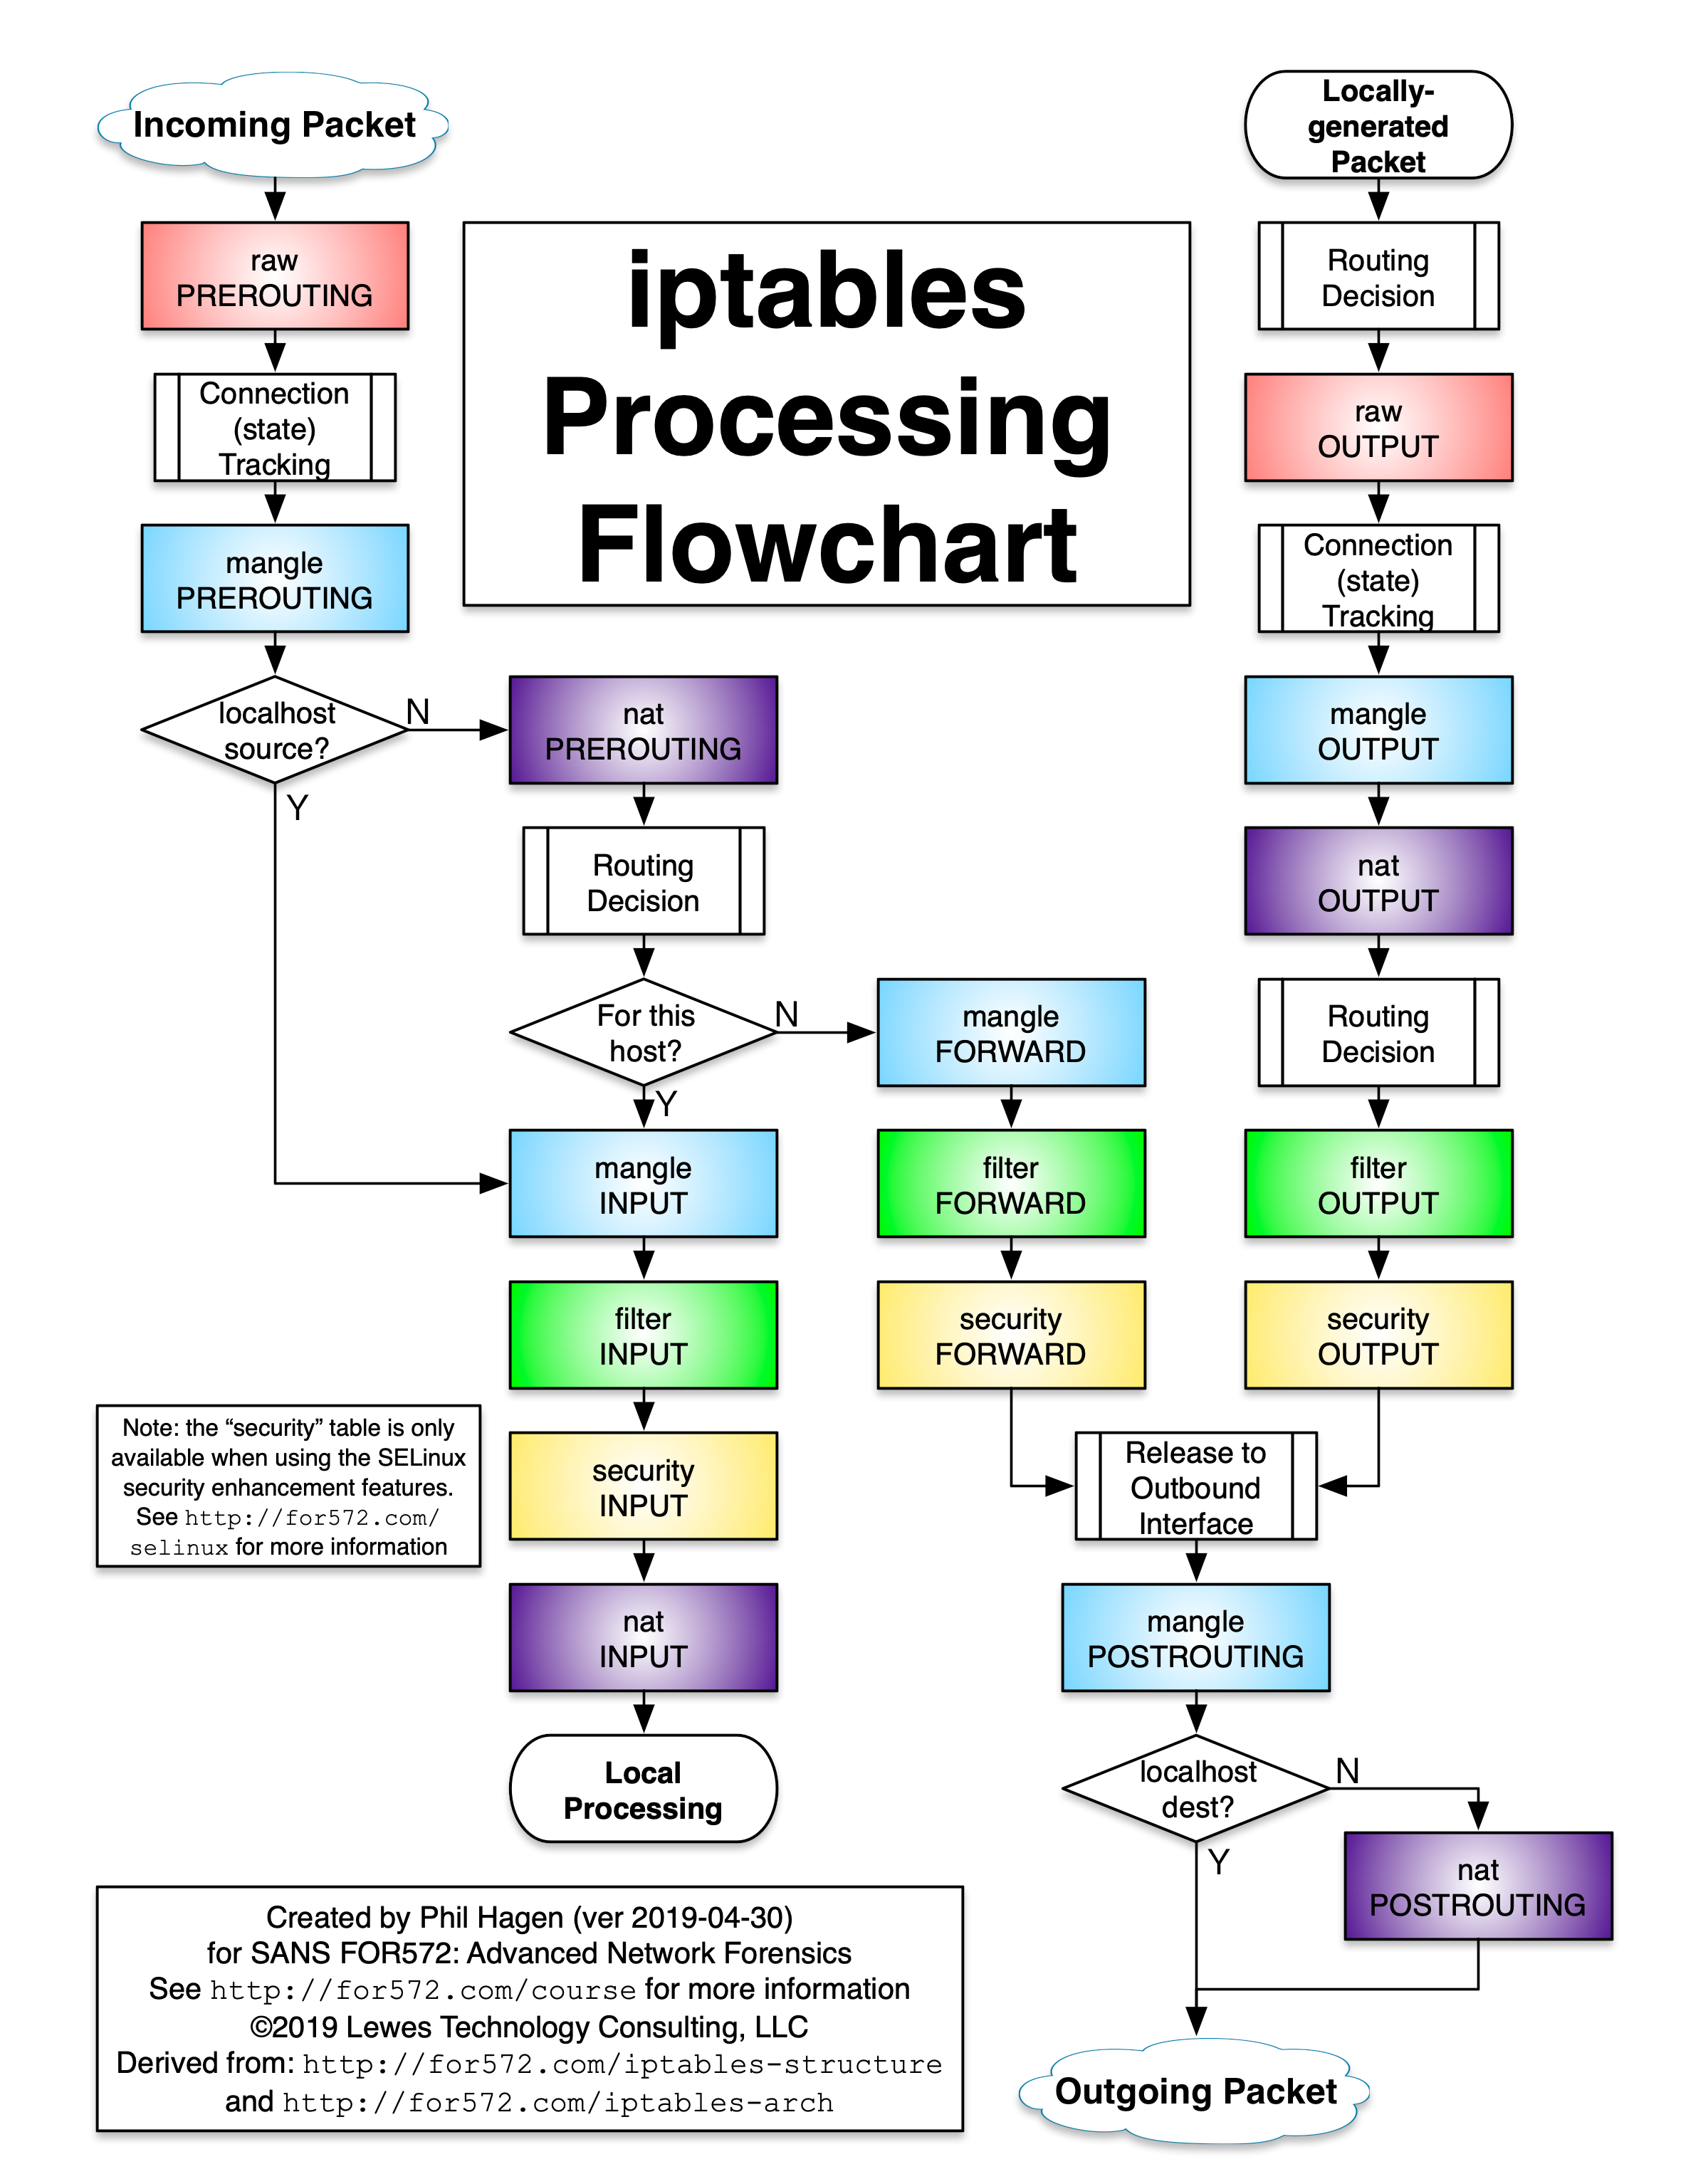 Incoming Packet
Locally-
generated
Packet
raw
PREROUTING
iptables
Processing
Flowchart
Routing
Decision
Connection
(state)
Tracking
raw
OUTPUT
mangle
PREROUTING
Connection
(state)
Tracking
localhost
source?
N
Y
nat
PREROUTING
mangle
OUTPUT
Routing
Decision
nat
OUTPUT
For this
host?
N
Y
mangle
FORWARD
Routing
Decision
mangle
INPUT
filter
FORWARD
filter
OUTPUT
filter
INPUT
security
FORWARD
security
OUTPUT
Note: the “security” table is only
available when using the SELinux
security enhancement features.
See http://for572.com/
selinux for more information
security
INPUT
Release to
Outbound
Interface
nat
INPUT
mangle
POSTROUTING
Local
Processing
localhost
dest?
N
Y
nat
POSTROUTING
Created by Phil Hagen (ver 2019-04-30)
for SANS FOR572: Advanced Network Forensics
See http://for572.com/course for more information
©2019 Lewes Technology Consulting, LLC
Derived from: http://for572.com/iptables-structure
and http://for572.com/iptables-arch
Outgoing Packet